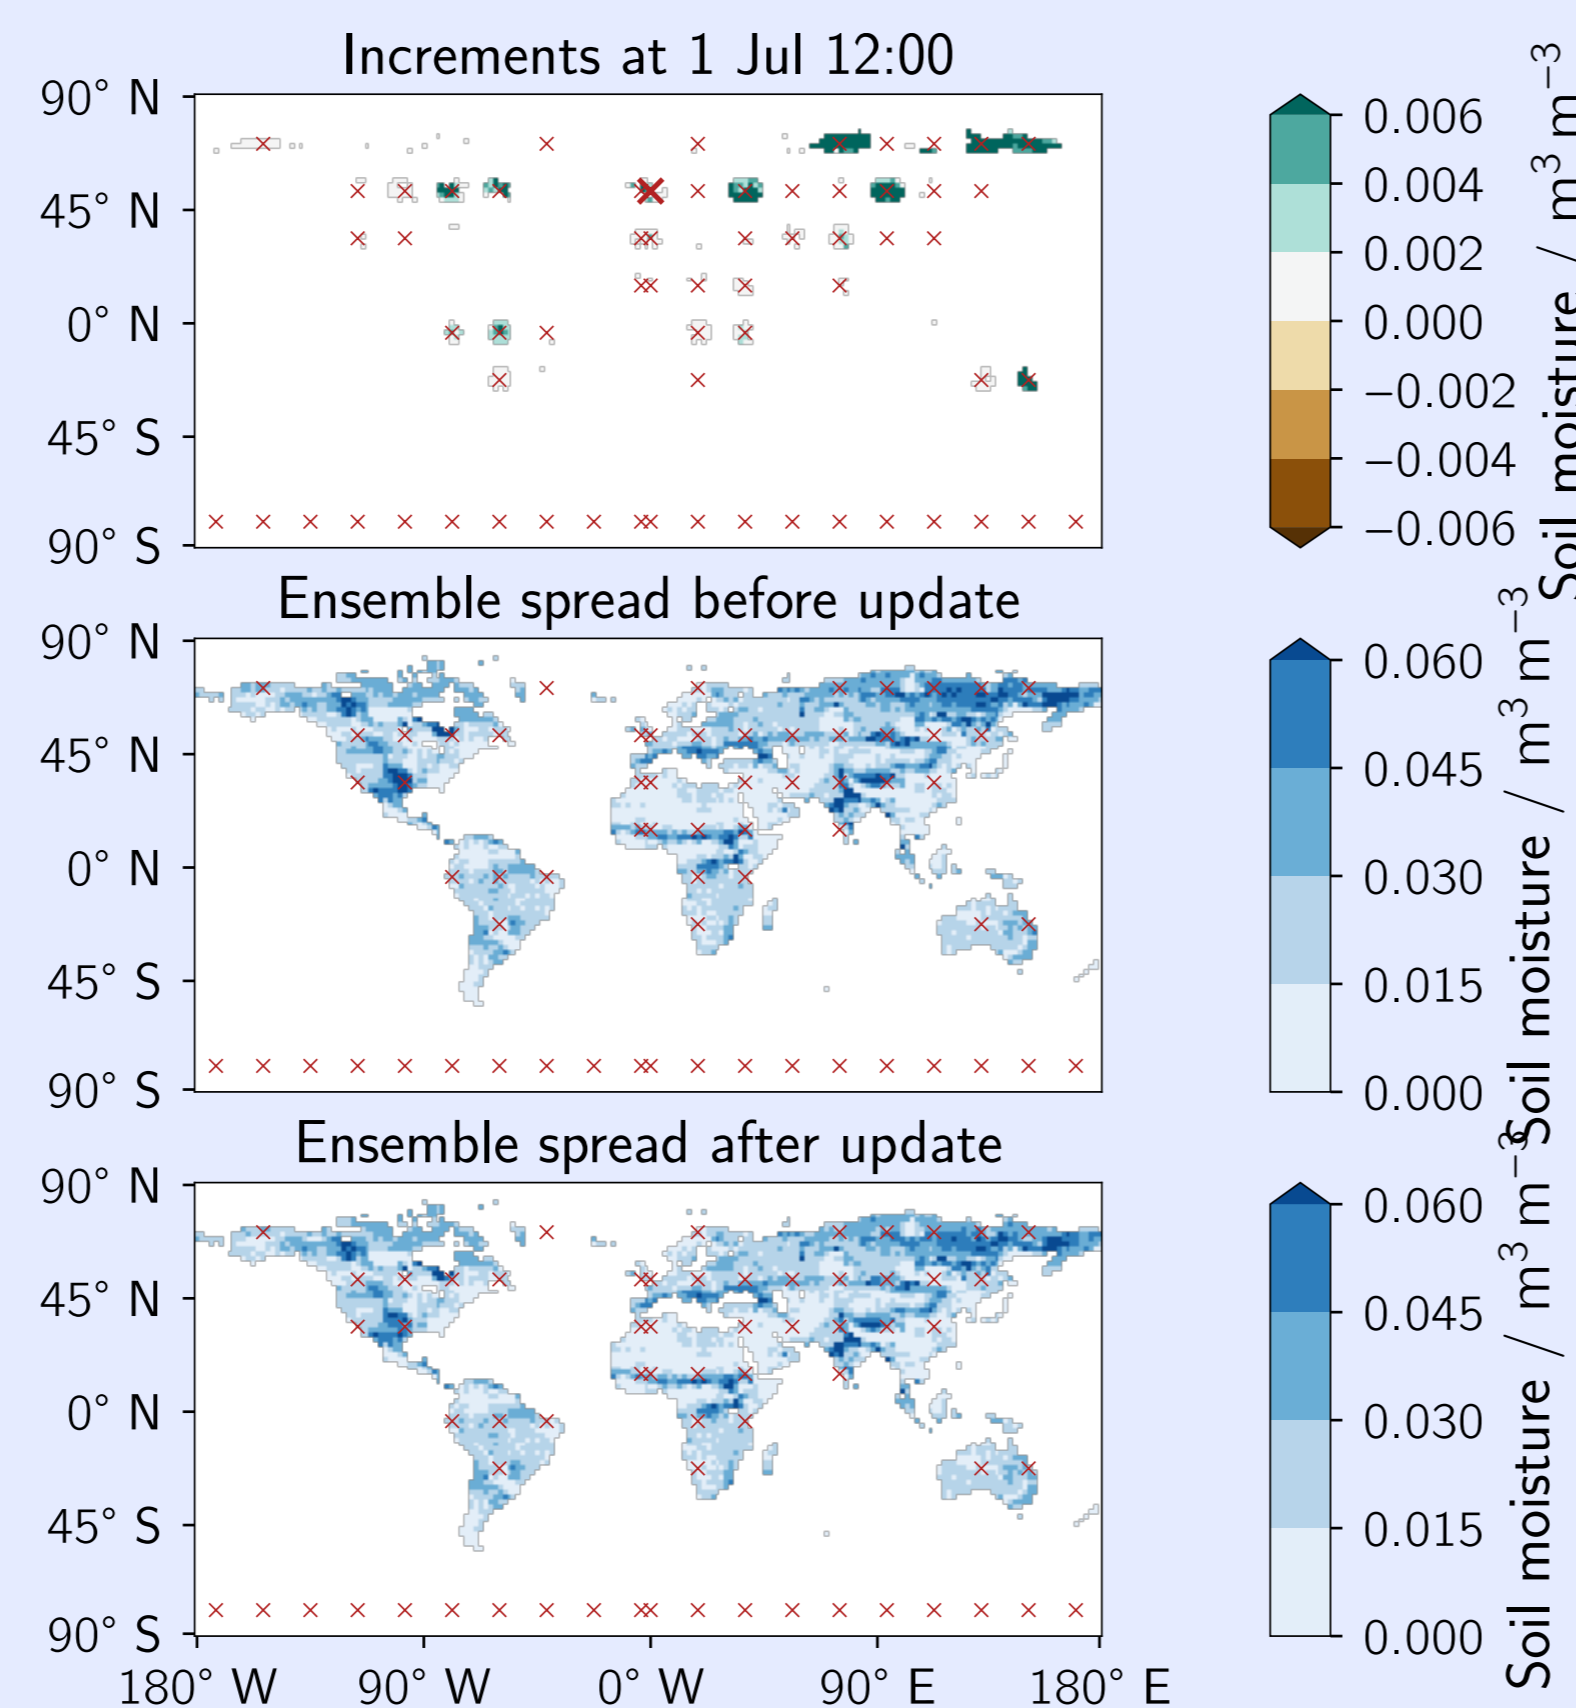 Increments at 1 Jul 12:00
90° N
45° N
0° N
45° S
90° S
0.006
0.004
0.002
0.000
−0.002
−0.004
−0.006
Soil moisture / m³ m⁻³
Ensemble spread before update
90° N
45° N
0° N
45° S
90° S
0.060
0.045
0.030
0.015
0.000
Soil moisture / m³ m⁻³
Ensemble spread after update
90° N
45° N
0° N
45° S
90° S
180° W
90° W
0° W
90° E
180° E
0.060
0.045
0.030
0.015
0.000
Soil moisture / m³ m⁻³